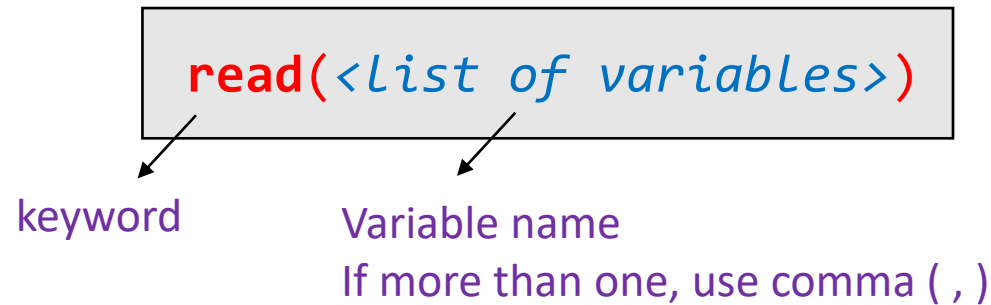 read(<list of variables>)
keyword
Variable name
If more than one, use comma ( , )